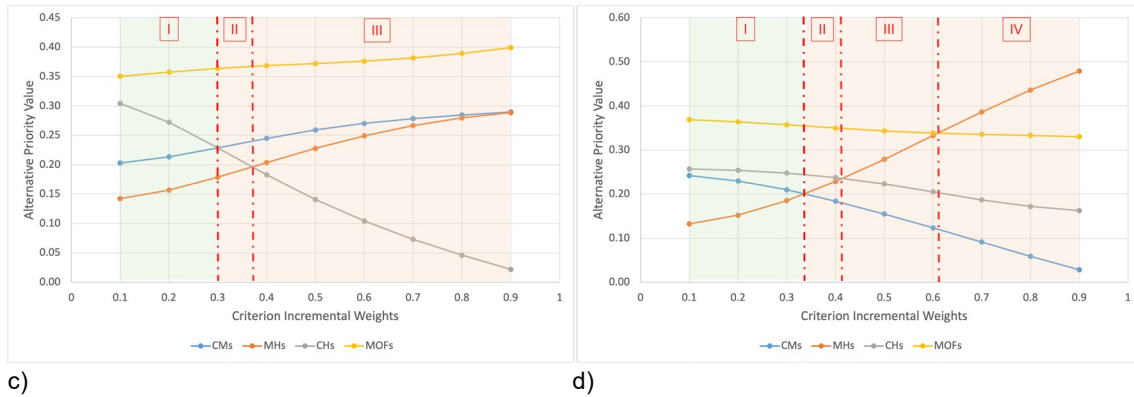 0.45
0.40
0.35
0.30
0.25
0.20
0.15
0.10
0.05
0.00
Alternative Priority Value
I
II
III
0 0.1 0.2 0.3 0.4 0.5 0.6 0.7 0.8 0.9 1
Criterion Incremental Weights
CMs MHs CHs MOFs
c)
0.60
0.50
0.40
0.30
0.20
0.10
0.00
Alternative Priority Value
I
II
III
IV
0 0.1 0.2 0.3 0.4 0.5 0.6 0.7 0.8 0.9 1
Criterion Incremental Weights
CMs MHs CHs MOFs
d)